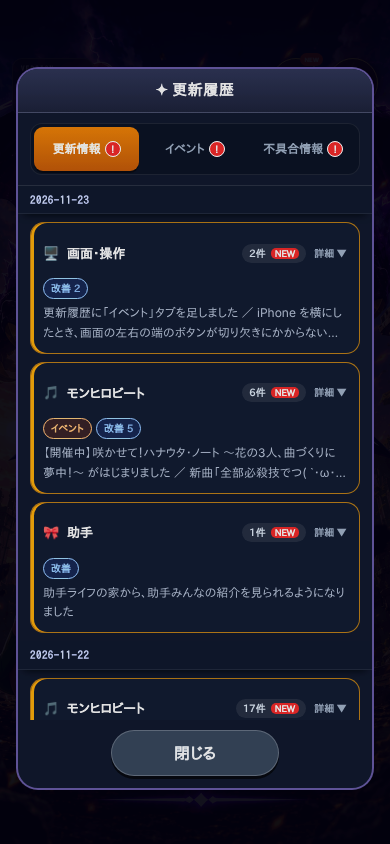 ✦ 更新履歴
更新情報 !
イベント !
不具合情報 !
2026-11-23
画面・操作
2件 NEW 詳細 ▼
改善 2
更新履歴に「イベント」タブを足しました ／ iPhone を横にし
たとき、画面の左右の端のボタンが切り欠きにかからない…
モンヒロビート
6件 NEW 詳細 ▼
イベント 改善 5
【開催中】咲かせて！ハナウタ・ノート ～花の3人、曲づくりに
夢中！～ がはじまりました ／ 新曲「全部必殺技でつ( `･ω･…
助手
1件 NEW 詳細 ▼
改善
助手ライフの家から、助手みんなの紹介を見られるようになり
ました
2026-11-22
モンヒロビート
17件 NEW 詳細 ▼
閉じる